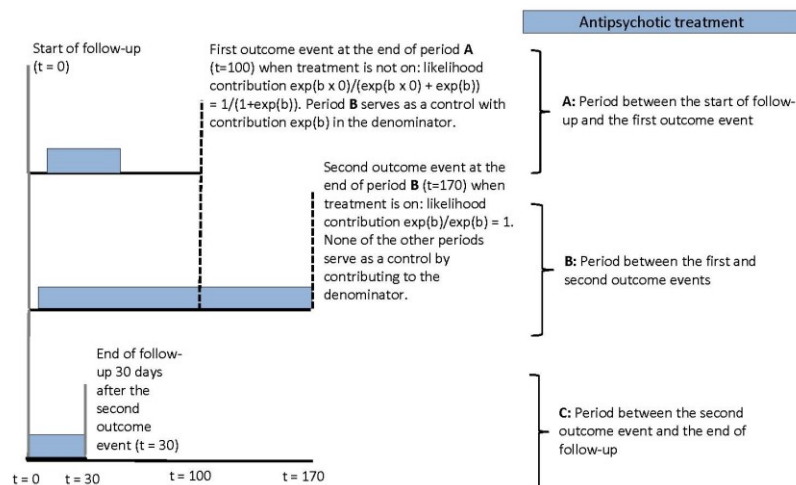 Antipsychotic treatment
Start of follow-up
(t = 0)
First outcome event at the end of period A
(t=100) when treatment is not on: likelihood
contribution exp(b x 0)/(exp(b x 0) + exp(b))
= 1/(1+exp(b)). Period B serves as a control with
contribution exp(b) in the denominator.
A: Period between the start of follow-
up and the first outcome event
Second outcome event at the
end of period B (t=170) when
treatment is on: likelihood
contribution exp(b)/exp(b) = 1.
None of the other periods
serve as a control by
contributing to the
denominator.
B: Period between the first and
second outcome events
End of follow-
up 30 days
after the
second
outcome
event (t = 30)
C: Period between the second
outcome event and the end of
follow-up
t = 0 t = 30 t = 100 t = 170